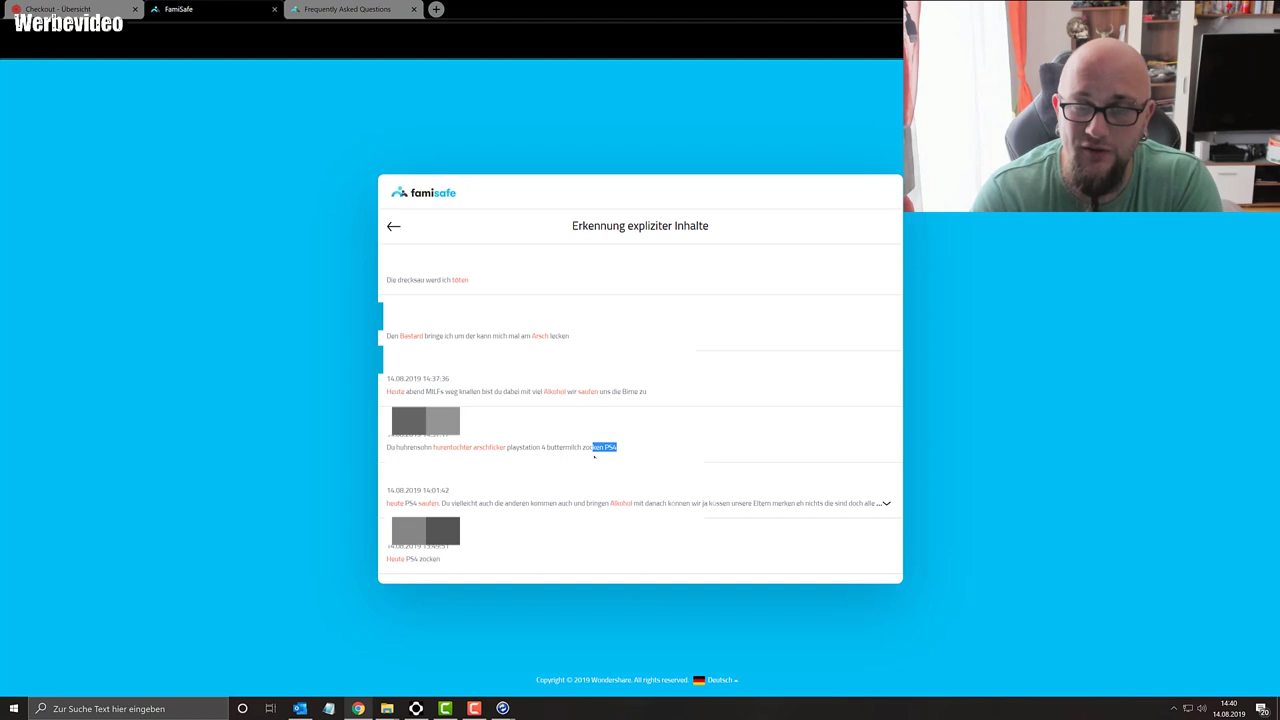 Checkout - Übersicht
FamiSafe
Frequently Asked Questions
Werbevideo
famisafe
Erkennung expliziter Inhalte
Die drecksau werd ich töten
Den Bastard bringe ich um der kann mich mal am Arsch lecken
14.08.2019 14:37:36
Heute abend MILFs weg knallen bist du dabei mit viel Alkohol wir saufen uns die Birne zu
Du huhrensohn hurentochter arschficker playstation 4 buttermilch zocken PS4
14.08.2019 14:01:42
heute PS4 saufen. Du vielleicht auch die anderen kommen auch und bringen Alkohol mit danach können wir ja küssen unsere Eltern merken eh nichts die sind doch alle ...
Heute PS4 zocken
Copyright © 2019 Wondershare. All rights reserved. Deutsch
Zur Suche Text hier eingeben
14:40
14.08.2019
20